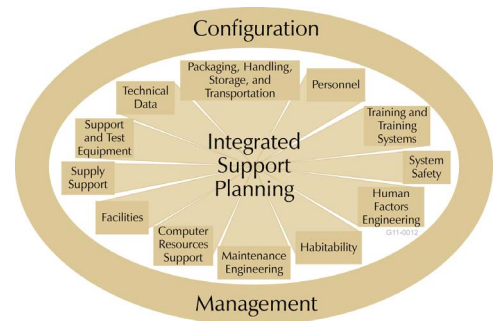 Configuration
Packaging, Handling,
Storage, and
Transportation
Personnel
Technical
Data
Training and
Training
Systems
Support
and Test
Equipment
Integrated
Support
Planning
System
Safety
Supply
Support
Human
Factors
Engineering
G11-0012
Facilities
Computer
Resources
Support
Maintenance
Engineering
Habitability
Management